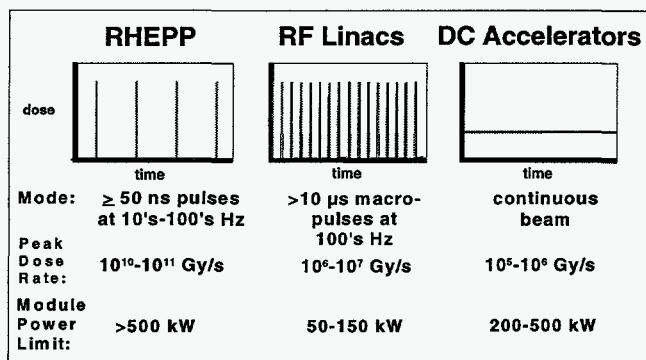 RHEPP RF Linacs DC Accelerators
dose
time time time
Mode: ≥ 50 ns pulses >10 µs macro- continuous
at 10's-100's Hz pulses at beam
100's Hz
Peak
Dose
Rate: 10¹⁰-10¹¹ Gy/s 10⁶-10⁷ Gy/s 10⁵-10⁶ Gy/s
Module
Power
Limit: >500 kW 50-150 kW 200-500 kW